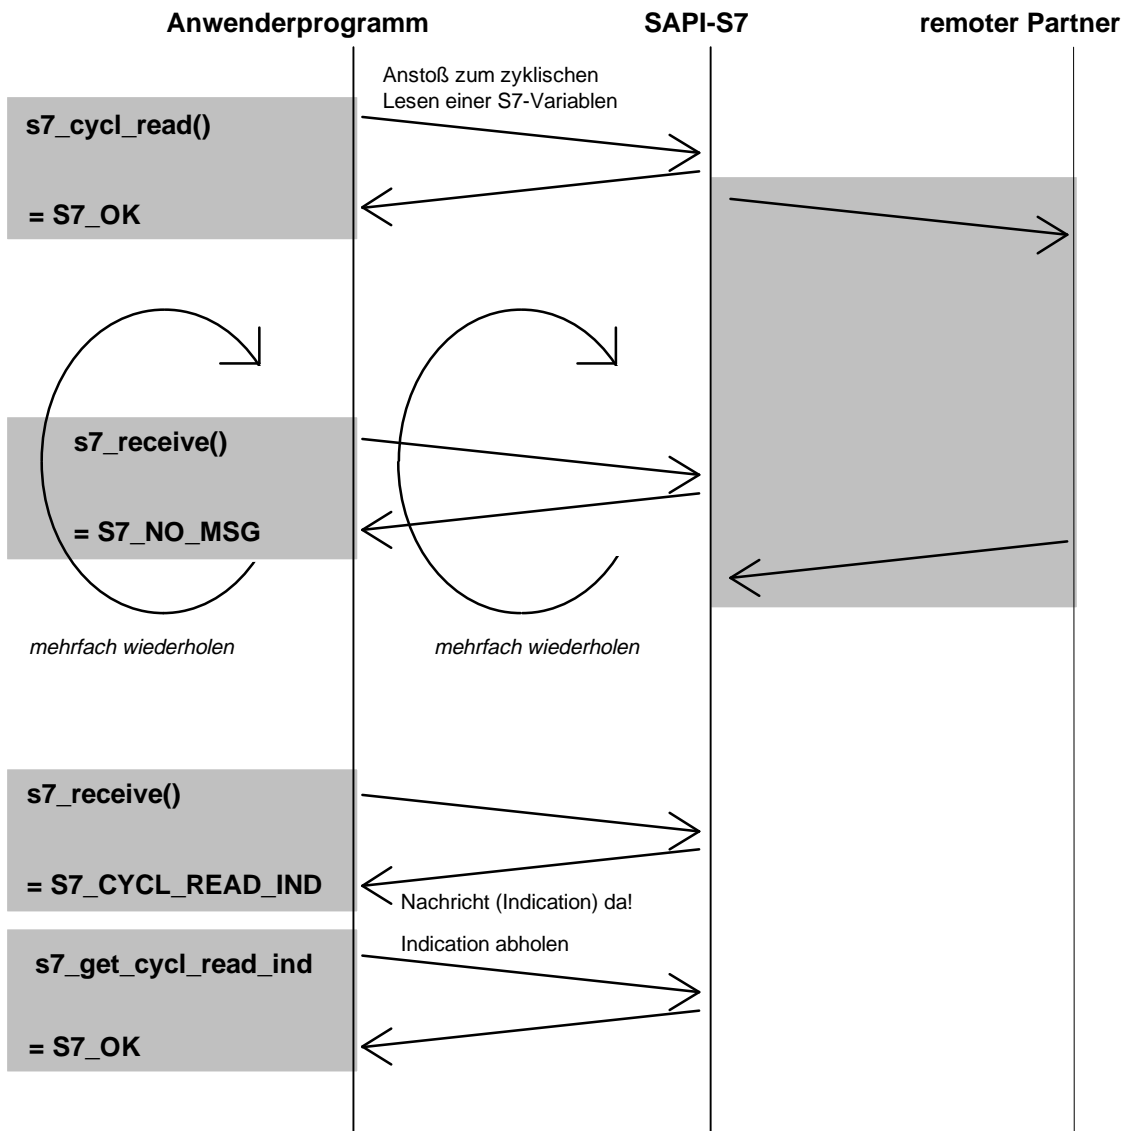 Anwenderprogramm
SAPI-S7
remoter Partner
Anstoß zum zyklischen
Lesen einer S7-Variablen
s7_cycl_read()
= S7_OK
s7_receive()
= S7_NO_MSG
mehrfach wiederholen
mehrfach wiederholen
s7_receive()
= S7_CYCL_READ_IND
Nachricht (Indication) da!
Indication abholen
s7_get_cycl_read_ind
= S7_OK